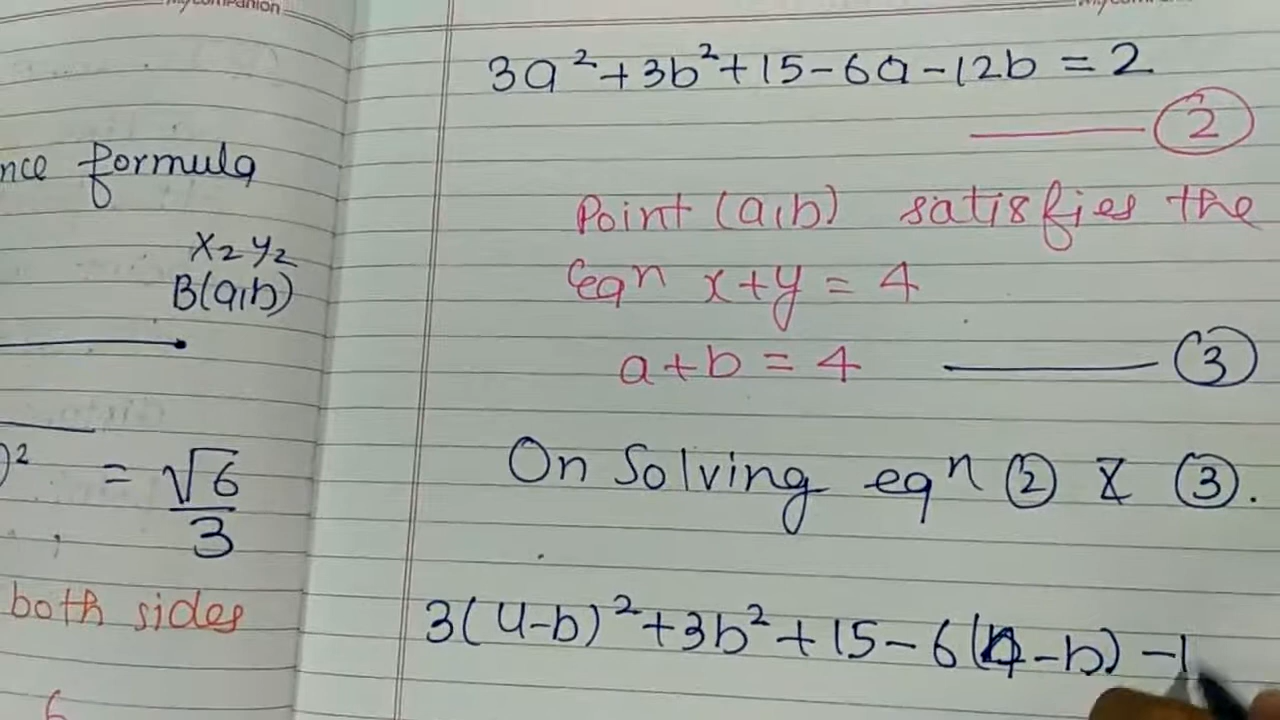 nce formula
x₂ y₂
B(a,b)
)² = √6/3
both sides
6
3a²+3b²+15-6a-12b = 2
②
Point (a,b) satisfies the
eqn x+y = 4
a+b = 4 ③
On Solving eqn ② & ③.
3(4-b)²+3b²+15-6(4-b)-1